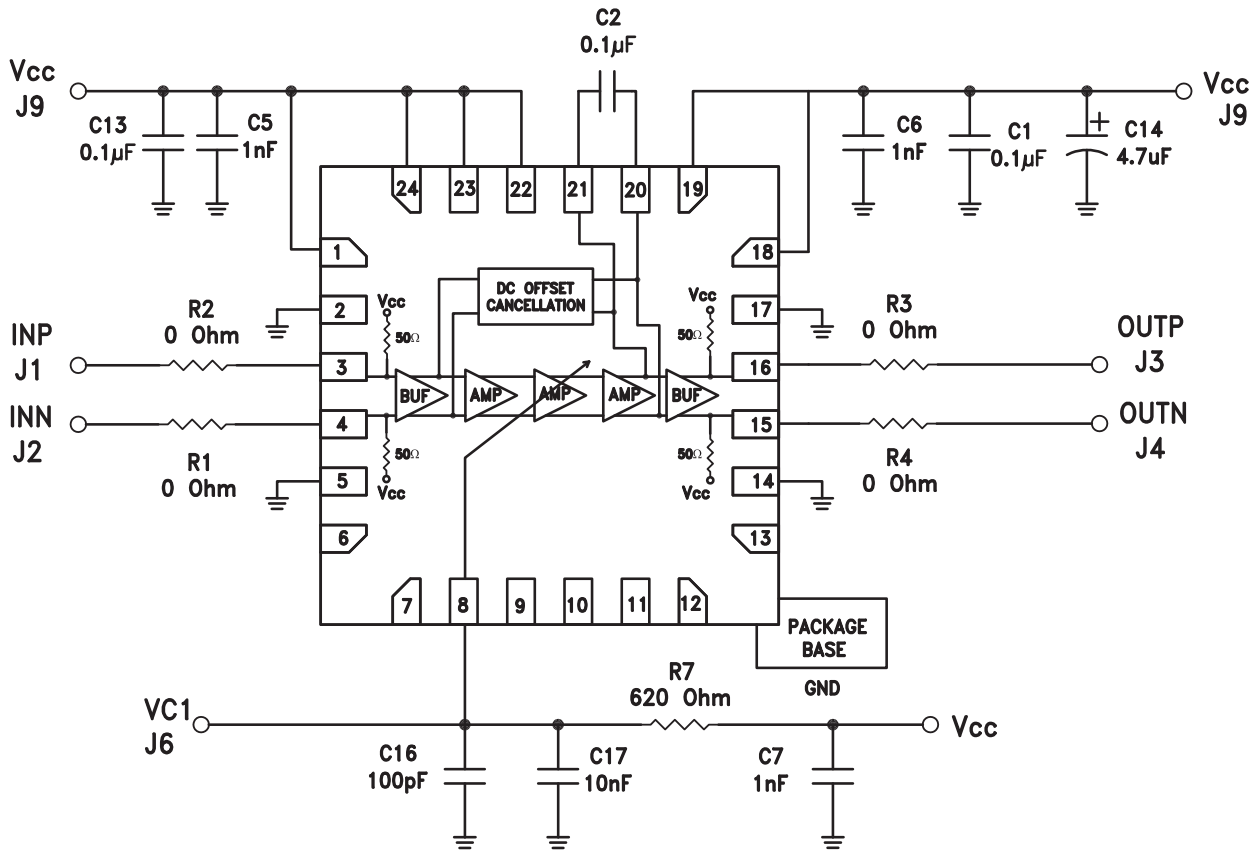 C2
0.1µF
Vcc
J9
C13
0.1µF
C5
1nF
C6
1nF
C1
0.1µF
+
C14
4.7uF
Vcc
J9
24
23
22
21
20
19
1
2
3
4
5
6
18
17
16
15
14
13
7
8
9
10
11
12
DC OFFSET
CANCELLATION
Vcc
50Ω
Vcc
50Ω
BUF
AMP
AMP
AMP
BUF
50Ω
Vcc
50Ω
Vcc
INP
J1
R2
0 Ohm
INN
J2
R1
0 Ohm
R3
0 Ohm
OUTP
J3
OUTN
J4
R4
0 Ohm
PACKAGE
BASE
GND
R7
620 Ohm
VC1
J6
Vcc
C16
100pF
C17
10nF
C7
1nF